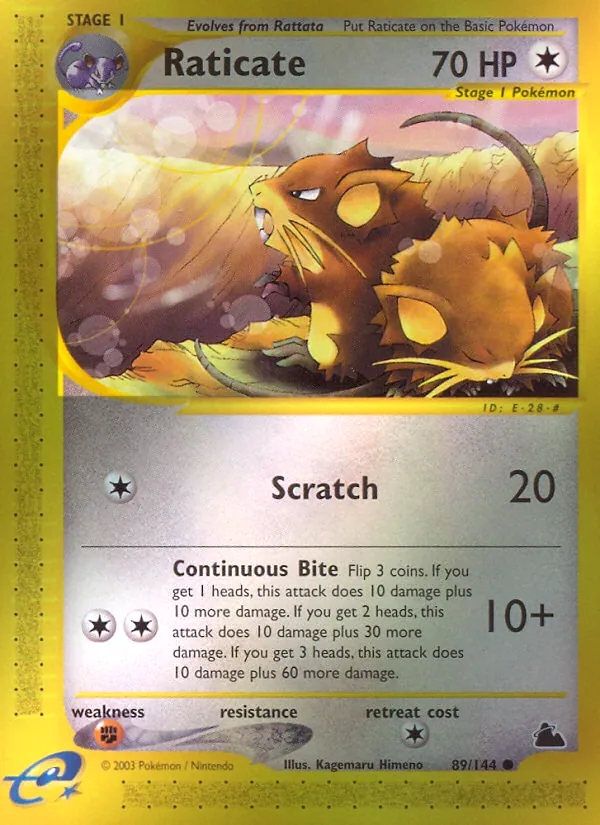 STAGE 1
Evolves from Rattata Put Raticate on the Basic Pokémon
Raticate 70 HP
Stage 1 Pokémon
ID: E-28-#
Scratch 20
Continuous Bite Flip 3 coins. If you
get 1 heads, this attack does 10 damage plus
10 more damage. If you get 2 heads, this
attack does 10 damage plus 30 more
damage. If you get 3 heads, this attack does
10 damage plus 60 more damage.
10+
weakness resistance retreat cost
© 2003 Pokémon / Nintendo Illus. Kagemaru Himeno 89/144
e